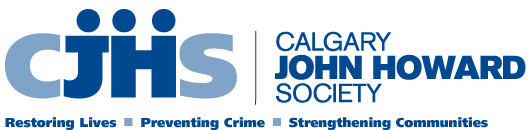 CJHS
CALGARY
JOHN HOWARD
SOCIETY
Restoring Lives ■ Preventing Crime ■ Strengthening Communities